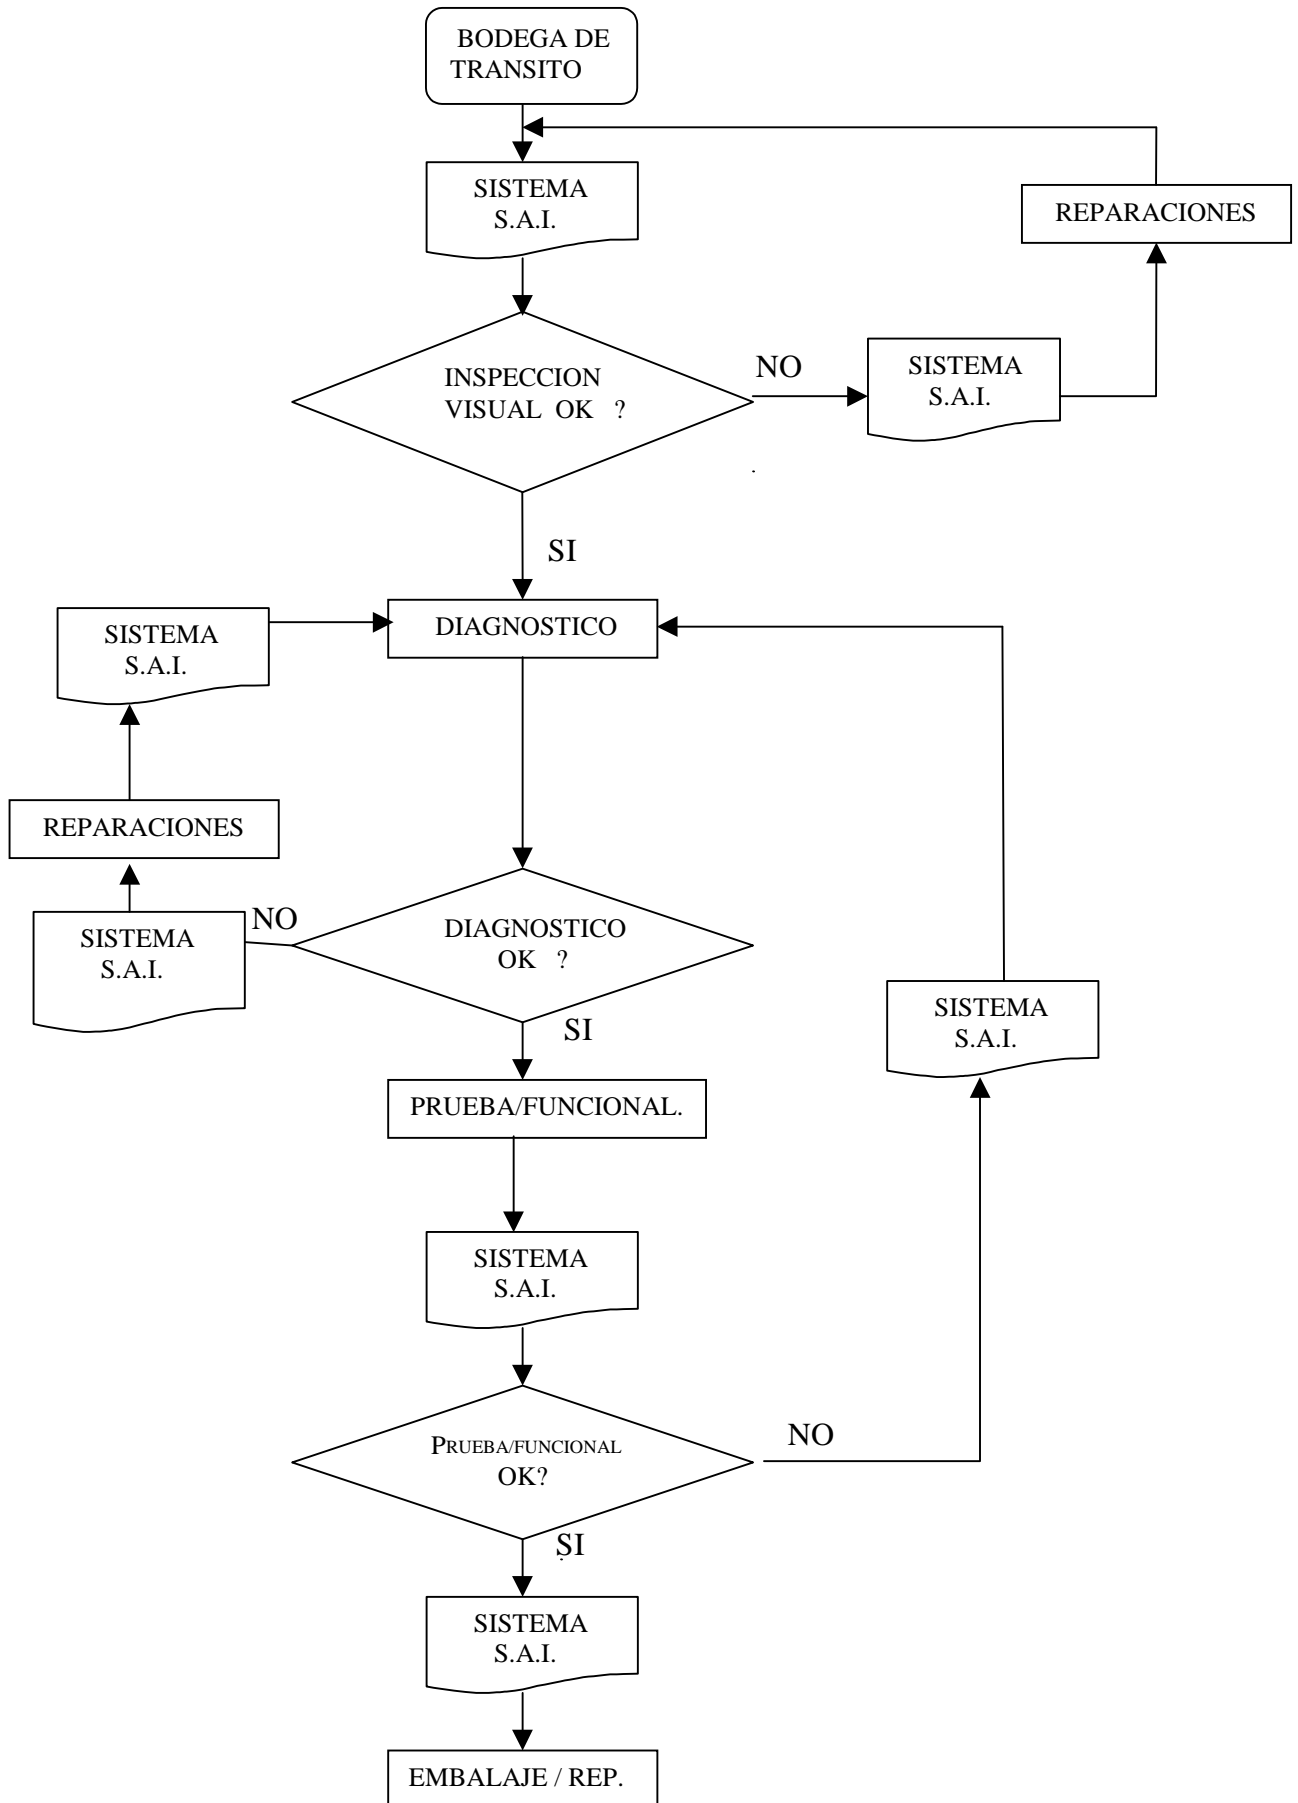 BODEGA DE
TRANSITO
SISTEMA
S.A.I.
REPARACIONES
INSPECCION
VISUAL OK ?
NO
SISTEMA
S.A.I.
SI
SISTEMA
S.A.I.
DIAGNOSTICO
REPARACIONES
SISTEMA
S.A.I.
NO
DIAGNOSTICO
OK ?
SI
SISTEMA
S.A.I.
PRUEBA/FUNCIONAL.
SISTEMA
S.A.I.
PRUEBA/FUNCIONAL
OK?
NO
SI
SISTEMA
S.A.I.
EMBALAJE / REP.